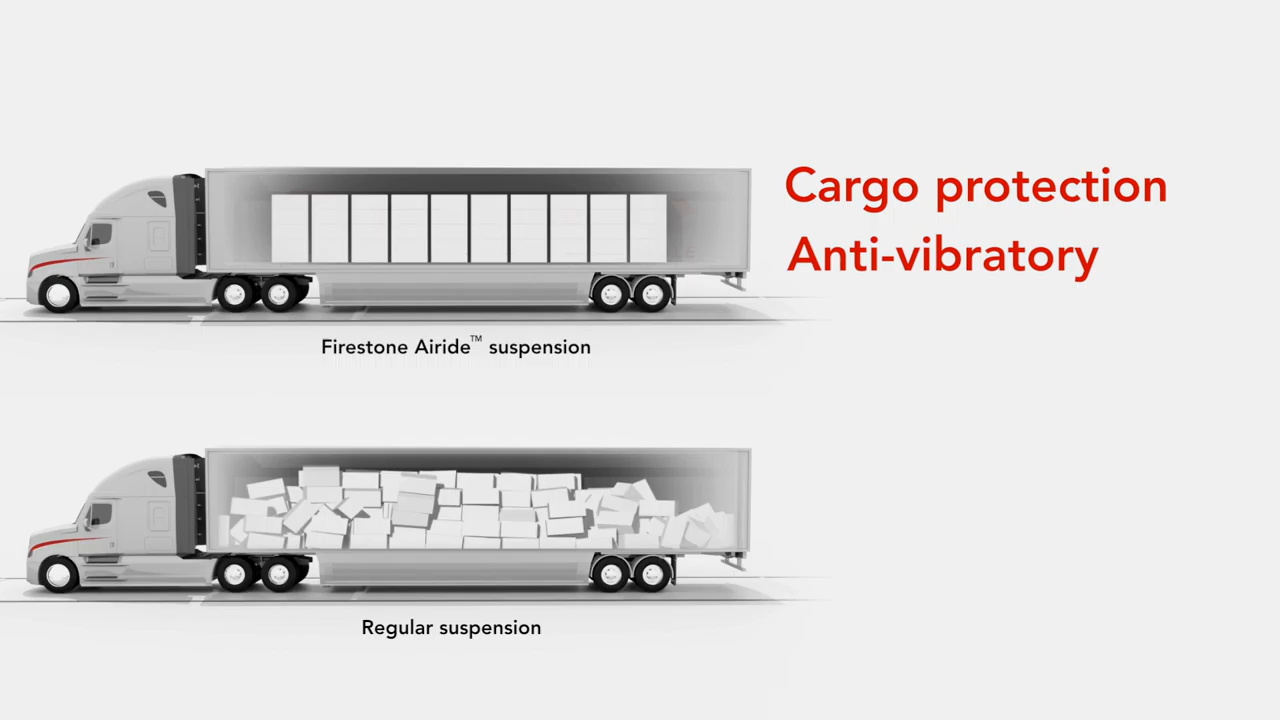 Cargo protection
Anti-vibratory
Firestone Airide™ suspension
Regular suspension